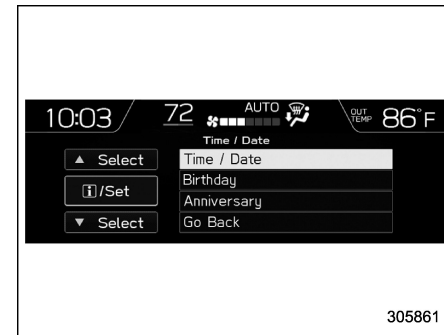 10:03 72 AUTO OUT TEMP 86°F
Time / Date
▲ Select Time / Date
i/Set Birthday
Anniversary
▼ Select Go Back
305861